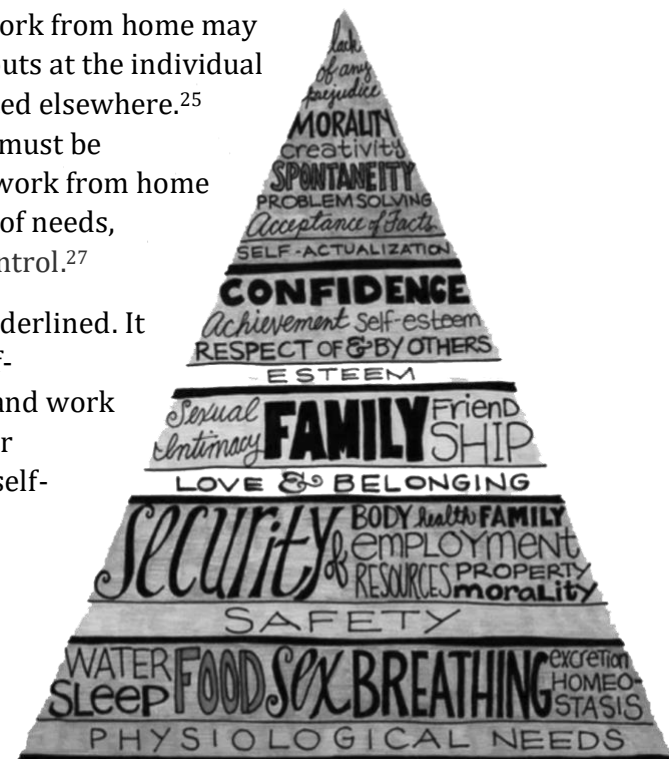 ork from home may
uts at the individual
ed elsewhere.25
must be
work from home
of needs,
ntrol.27
derlined. It
f-
and work
r
self-
lack
of any
prejudice
MORALITY
creativity
SPONTANEITY
PROBLEM SOLVING
Acceptance of Facts
SELF-ACTUALIZATION
CONFIDENCE
Achievement self-esteem
RESPECT OF & BY OTHERS
ESTEEM
Sexual Intimacy FAMILY FrienD SHIP
LOVE & BELONGING
Security of BODY health FAMILY
employment
RESOURCES PROPERTY
moraLity
SAFETY
WATER FOOD Sex BREATHING excretion
SLeep HOMEO-
STASIS
PHYSIOLOGICAL NEEDS